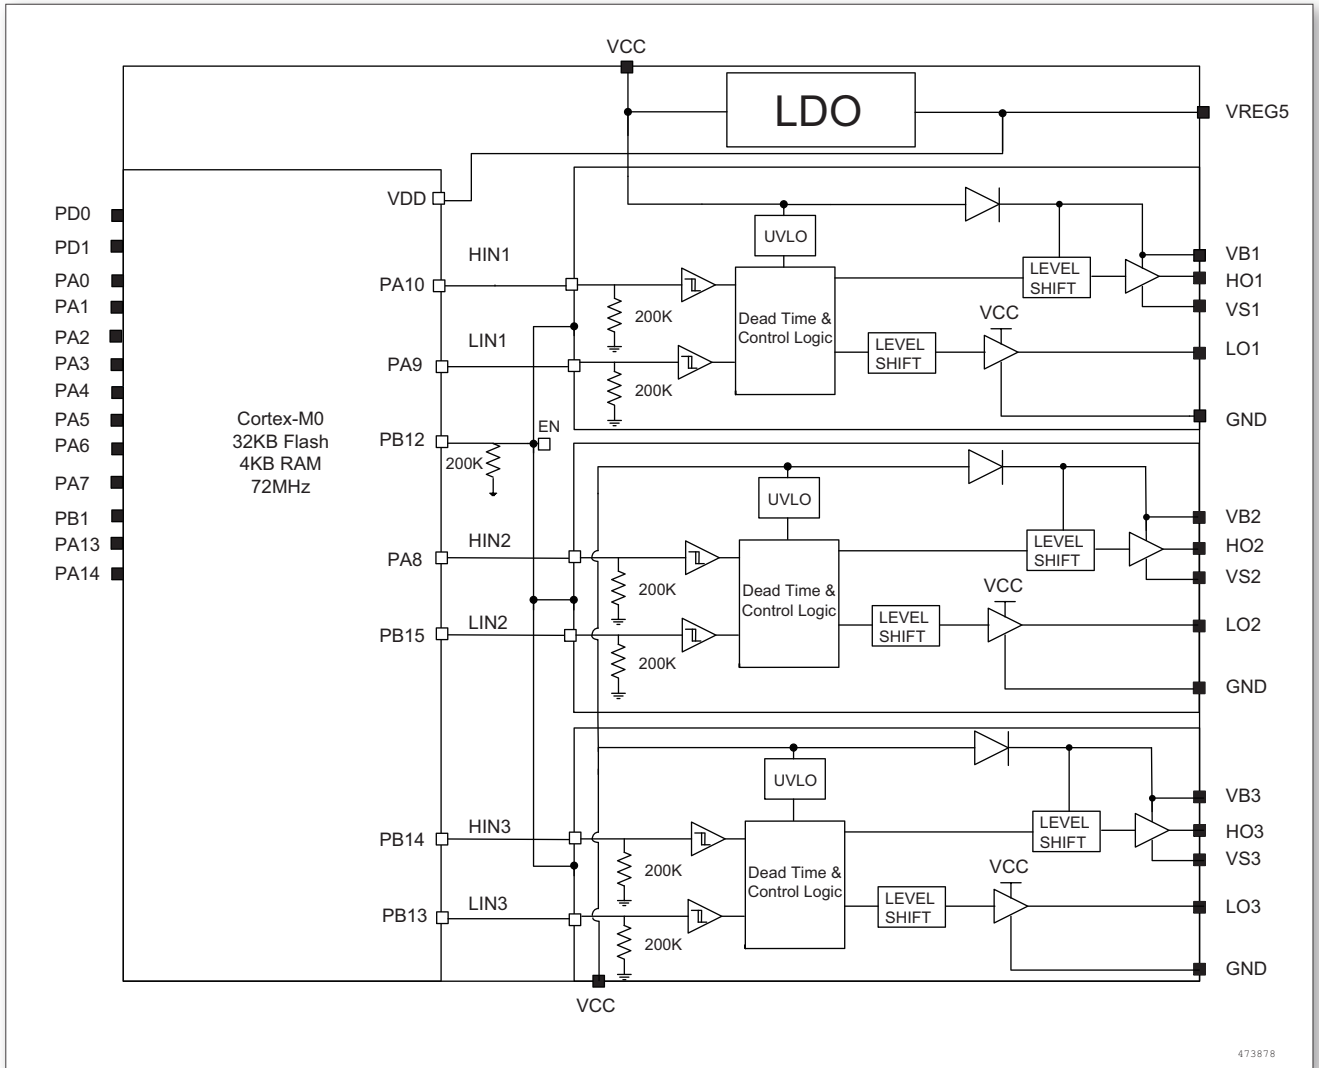 VCC
LDO
VREG5
VDD
PD0
PD1
PA0
PA1
PA2
PA3
PA4
PA5
PA6
PA7
PB1
PA13
PA14
Cortex-M0
32KB Flash
4KB RAM
72MHz
HIN1
PA10
LIN1
PA9
PB12
200K
EN
HIN2
PA8
LIN2
PB15
HIN3
PB14
LIN3
PB13
UVLO
200K
200K
Dead Time &
Control Logic
LEVEL
SHIFT
LEVEL
SHIFT
VCC
VB1
HO1
VS1
LO1
GND
UVLO
200K
200K
Dead Time &
Control Logic
LEVEL
SHIFT
LEVEL
SHIFT
VCC
VB2
HO2
VS2
LO2
GND
UVLO
200K
200K
Dead Time &
Control Logic
LEVEL
SHIFT
LEVEL
SHIFT
VCC
VB3
HO3
VS3
LO3
GND
VCC
473878